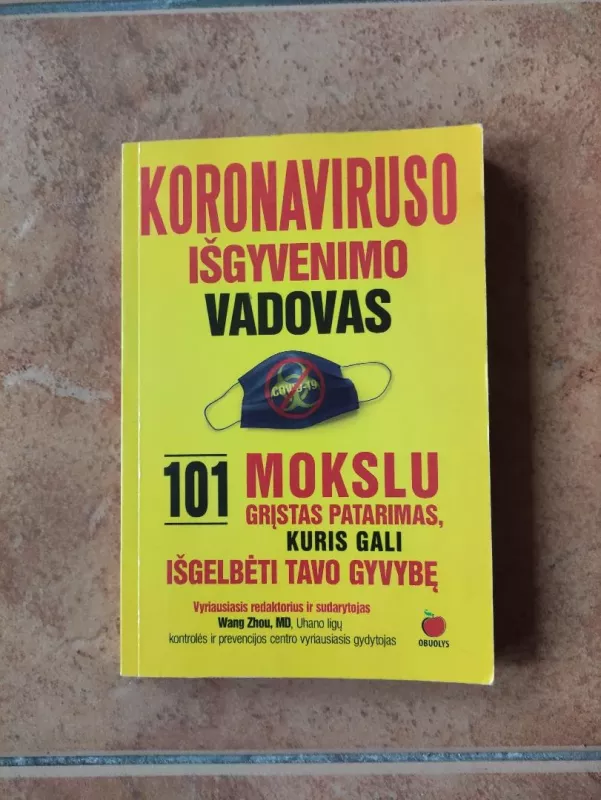 KORONAVIRUSO
IŠGYVENIMO
VADOVAS
COVID-19
101
MOKSLU
GRĮSTAS PATARIMAS,
KURIS GALI
IŠGELBĖTI TAVO GYVYBĘ
Vyriausiasis redaktorius ir sudarytojas
Wang Zhou, MD, Uhano ligų
kontrolės ir prevencijos centro vyriausiasis gydytojas
OBUOLYS